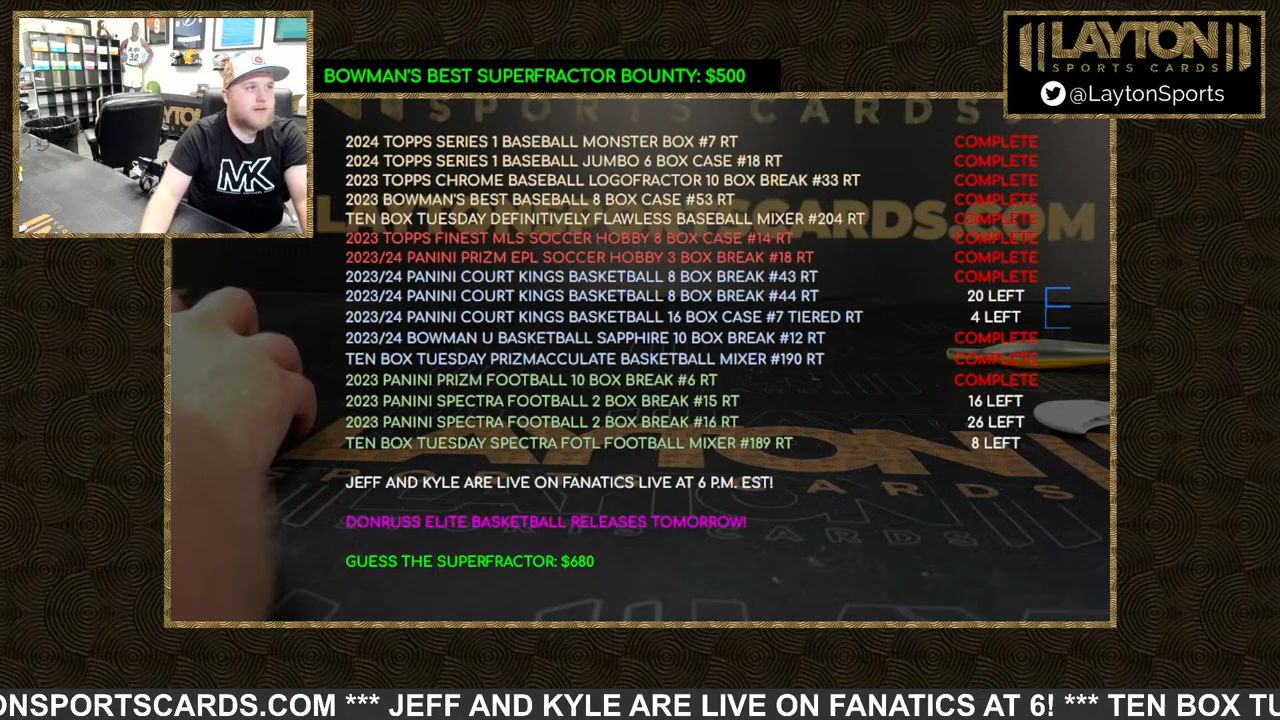 BOWMAN'S BEST SUPERFRACTOR BOUNTY: $500
LAYTON
SPORTS CARDS
@LaytonSports
MK
32
SPORTS CARDS
2024 TOPPS SERIES 1 BASEBALL MONSTER BOX #7 RT COMPLETE
2024 TOPPS SERIES 1 BASEBALL JUMBO 6 BOX CASE #18 RT COMPLETE
2023 TOPPS CHROME BASEBALL LOGOFRACTOR 10 BOX BREAK #33 RT COMPLETE
2023 BOWMAN'S BEST BASEBALL 8 BOX CASE #53 RT COMPLETE
TEN BOX TUESDAY DEFINITIVELY FLAWLESS BASEBALL MIXER #204 RT COMPLETE
2023 TOPPS FINEST MLS SOCCER HOBBY 8 BOX CASE #14 RT COMPLETE
2023/24 PANINI PRIZM EPL SOCCER HOBBY 3 BOX BREAK #18 RT COMPLETE
2023/24 PANINI COURT KINGS BASKETBALL 8 BOX BREAK #43 RT COMPLETE
2023/24 PANINI COURT KINGS BASKETBALL 8 BOX BREAK #44 RT 20 LEFT
2023/24 PANINI COURT KINGS BASKETBALL 16 BOX CASE #7 TIERED RT 4 LEFT
2023/24 BOWMAN U BASKETBALL SAPPHIRE 10 BOX BREAK #12 RT COMPLETE
TEN BOX TUESDAY PRIZMACCULATE BASKETBALL MIXER #190 RT COMPLETE
2023 PANINI PRIZM FOOTBALL 10 BOX BREAK #6 RT COMPLETE
2023 PANINI SPECTRA FOOTBALL 2 BOX BREAK #15 RT 16 LEFT
2023 PANINI SPECTRA FOOTBALL 2 BOX BREAK #16 RT 26 LEFT
TEN BOX TUESDAY SPECTRA FOTL FOOTBALL MIXER #189 RT 8 LEFT
JEFF AND KYLE ARE LIVE ON FANATICS LIVE AT 6 P.M. EST!
DONRUSS ELITE BASKETBALL RELEASES TOMORROW!
GUESS THE SUPERFRACTOR: $680
ONSPORTSCARDS.COM *** JEFF AND KYLE ARE LIVE ON FANATICS AT 6! *** TEN BOX TU